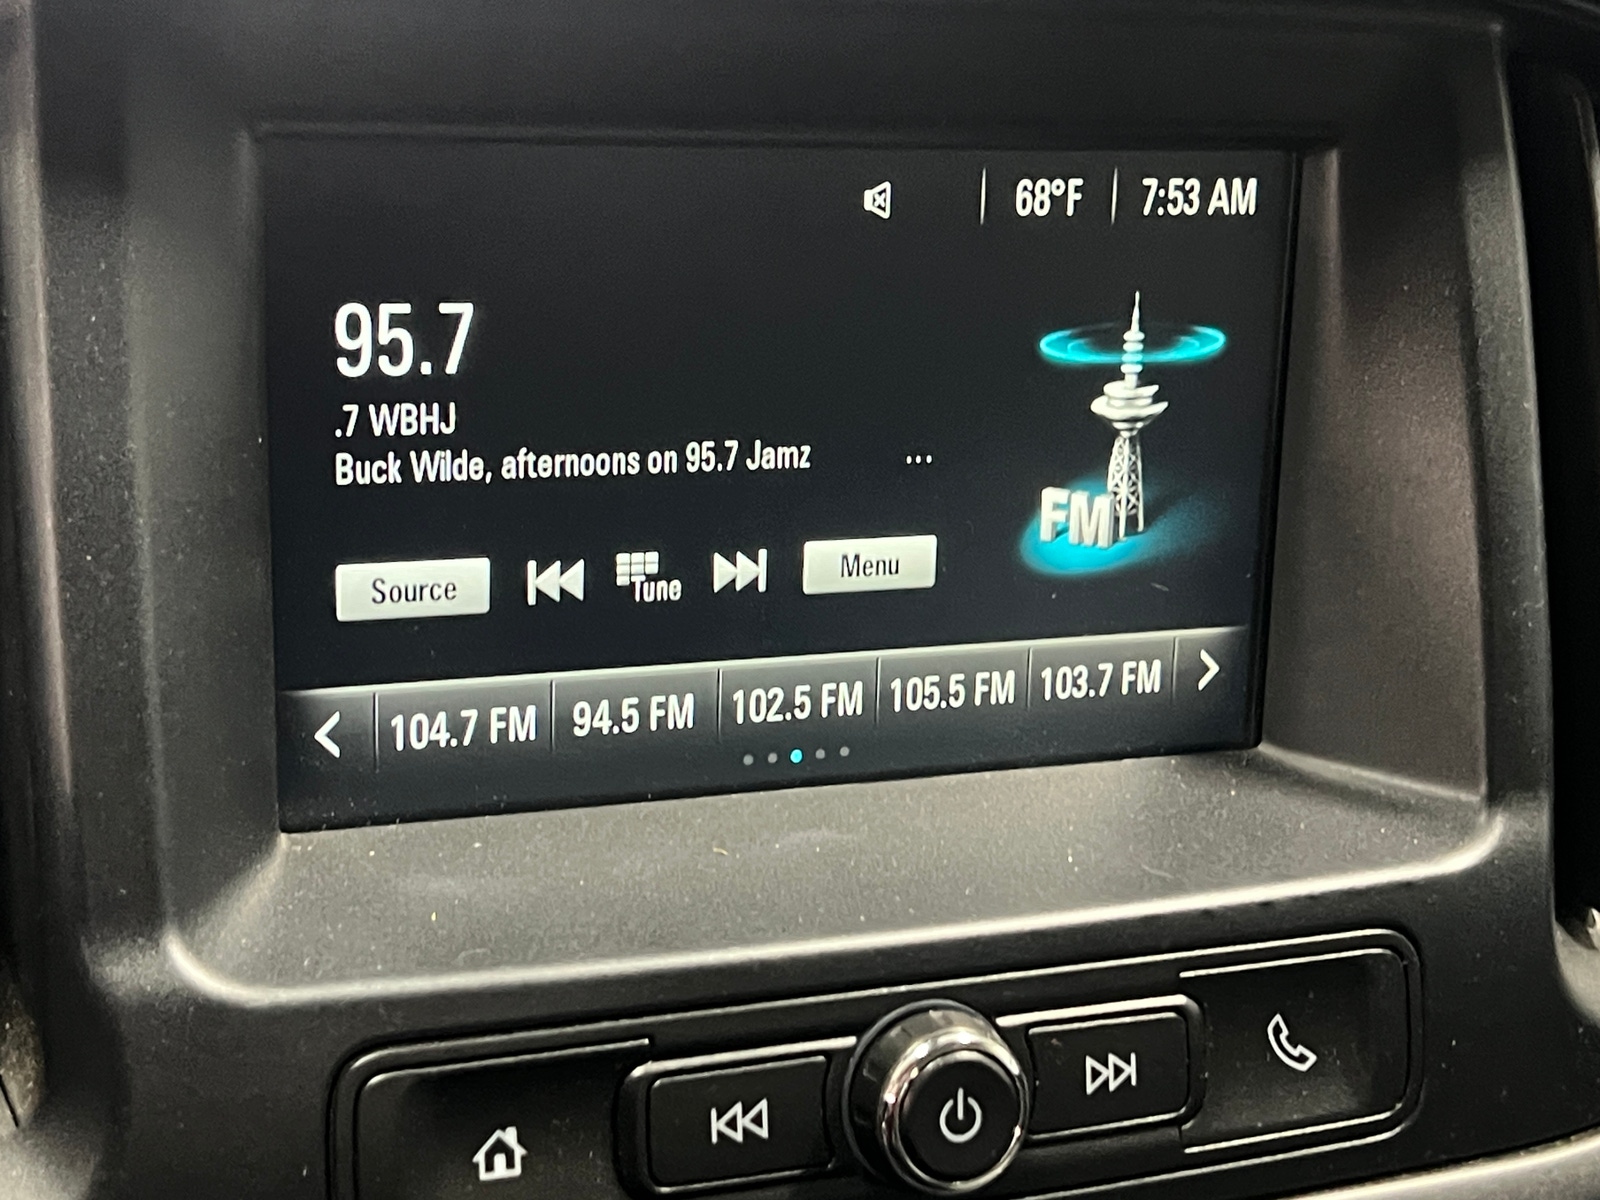 68°F 7:53 AM
95.7
.7 WBHJ
Buck Wilde, afternoons on 95.7 Jamz ...
FM
Source Tune Menu
104.7 FM 94.5 FM 102.5 FM 105.5 FM 103.7 FM